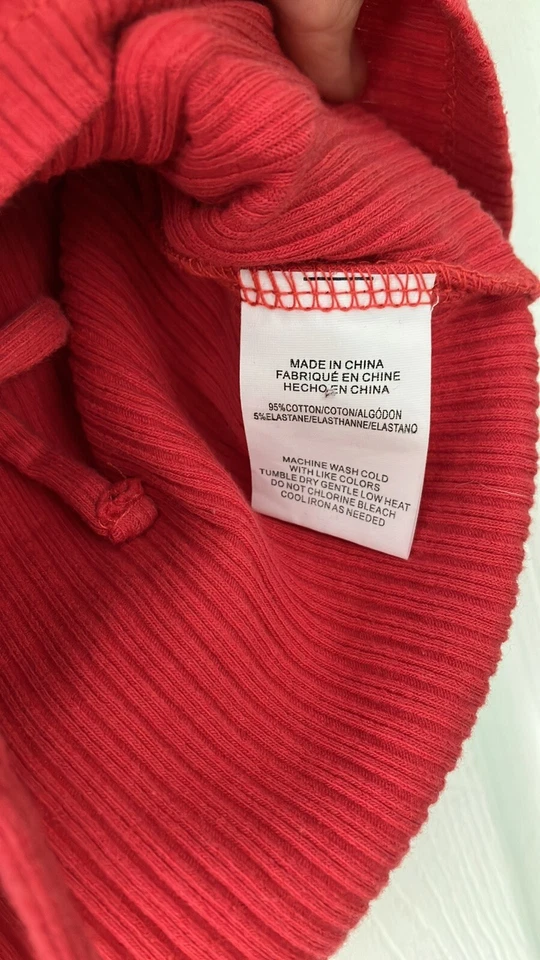 MADE IN CHINA
FABRIQUÉ EN CHINE
HECHO EN CHINA
95%COTTON/COTON/ALGÓDON
5%ELASTANE/ELASTHANNE/ELASTANO
MACHINE WASH COLD
WITH LIKE COLORS
TUMBLE DRY GENTLE LOW HEAT
DO NOT CHLORINE BLEACH
COOL IRON AS NEEDED